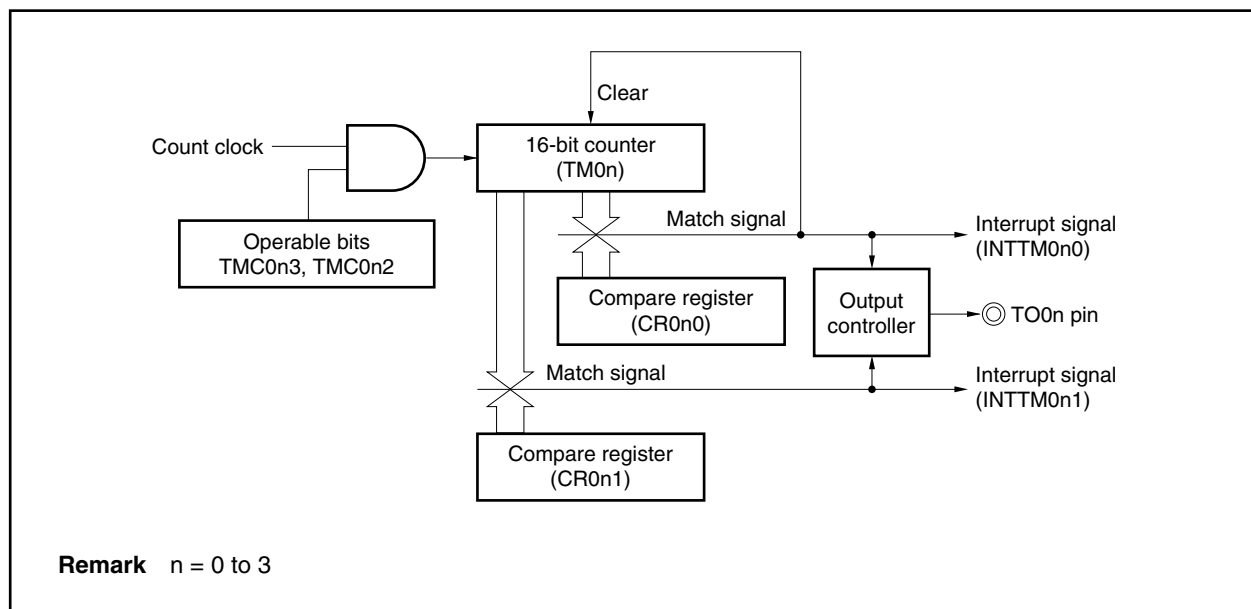 Clear
Count clock
16-bit counter
(TM0n)
Operable bits
TMC0n3, TMC0n2
Match signal
Interrupt signal
(INTTM0n0)
Compare register
(CR0n0)
Output
controller
TO0n pin
Match signal
Interrupt signal
(INTTM0n1)
Compare register
(CR0n1)
Remark n = 0 to 3